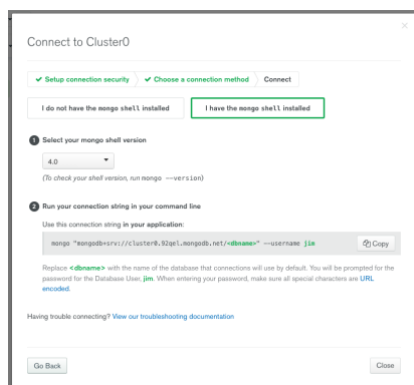 Connect to Cluster0
✔ Setup connection security
✔ Choose a connection method
Connect
I do not have the mongo shell installed
I have the mongo shell installed
1 Select your mongo shell version
4.0
(To check your shell version, run mongo --version)
2 Run your connection string in your command line
Use this connection string in your application:
mongo "mongodb+srv://cluster0.92qel.mongodb.net/<dbname>" --username jim
Copy
Replace <dbname> with the name of the database that connections will use by default. You will be prompted for the
password for the Database User, jim. When entering your password, make sure all special characters are URL
encoded.
Having trouble connecting? View our troubleshooting documentation
Go Back
Close